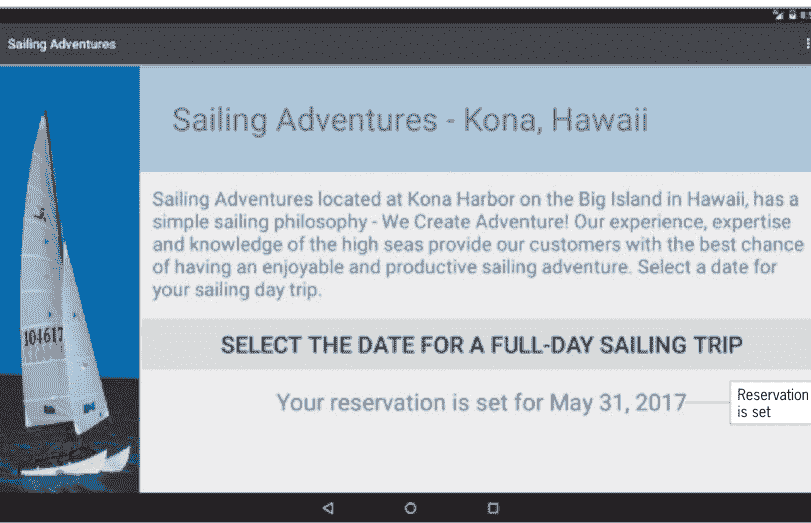 Sailing Adventures
Sailing Adventures - Kona, Hawaii
Sailing Adventures located at Kona Harbor on the Big Island in Hawaii, has a
simple sailing philosophy - We Create Adventure! Our experience, expertise
and knowledge of the high seas provide our customers with the best chance
of having an enjoyable and productive sailing adventure. Select a date for
your sailing day trip.
104617
SELECT THE DATE FOR A FULL-DAY SAILING TRIP
Your reservation is set for May 31, 2017
Reservation
is set